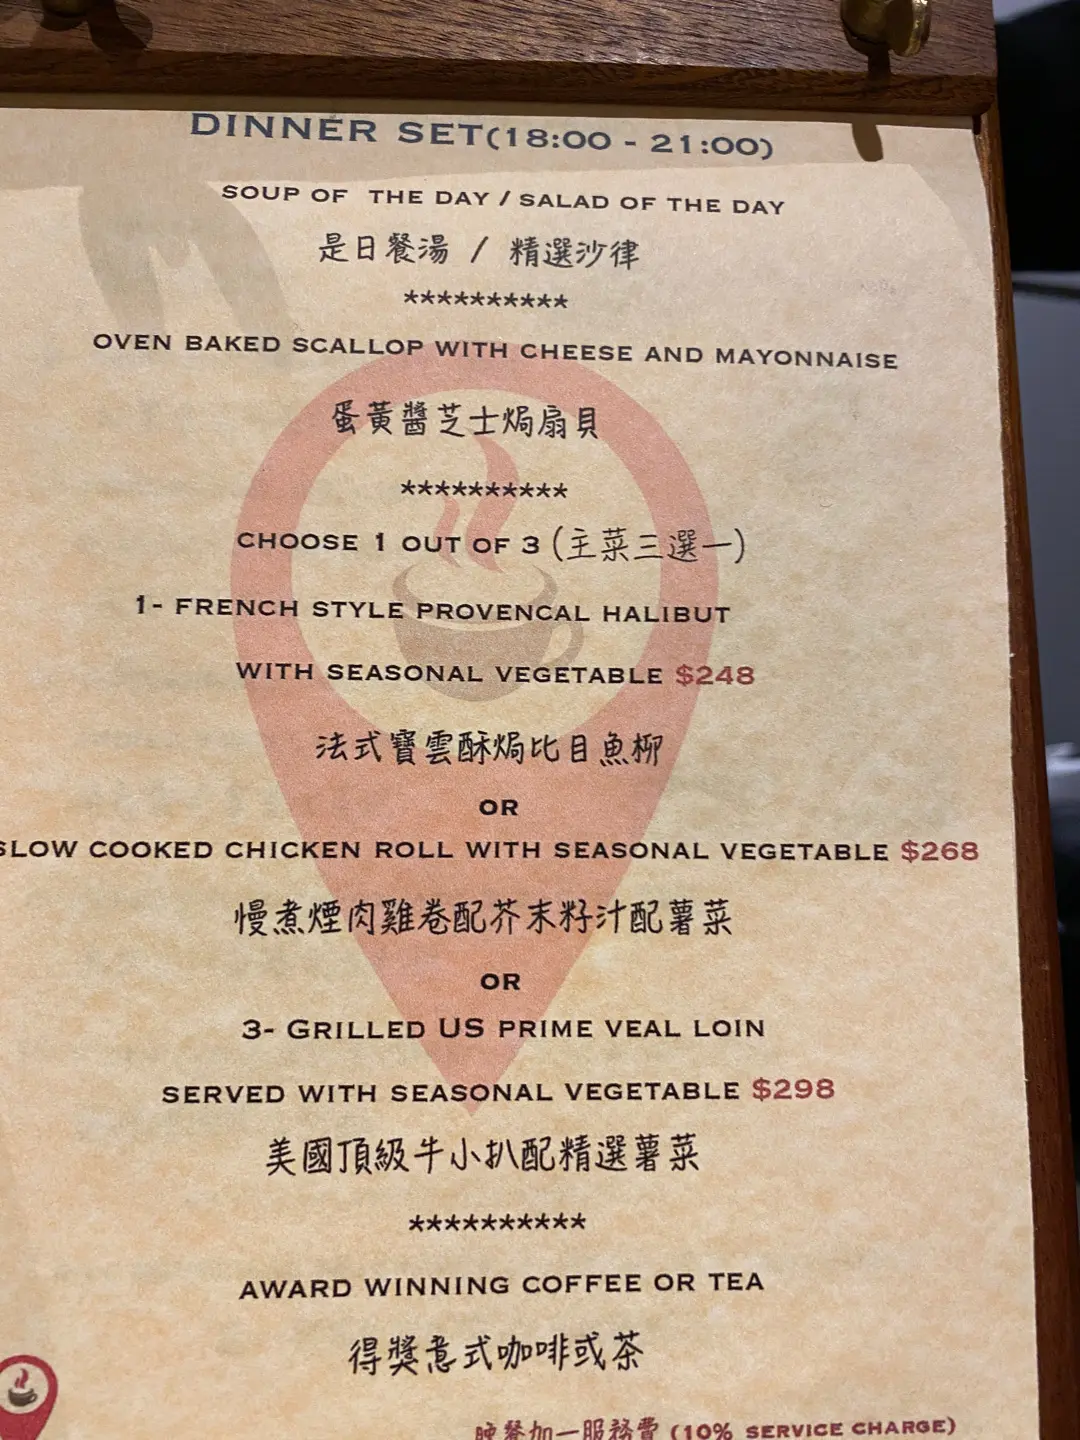 DINNER SET(18:00 - 21:00)
SOUP OF THE DAY / SALAD OF THE DAY
是日餐湯 / 精選沙律
**********
OVEN BAKED SCALLOP WITH CHEESE AND MAYONNAISE
蛋黃醬芝士焗扇貝
**********
CHOOSE 1 OUT OF 3 (主菜三選一)
1- FRENCH STYLE PROVENCAL HALIBUT
WITH SEASONAL VEGETABLE $248
法式寶雲酥焗比目魚柳
OR
SLOW COOKED CHICKEN ROLL WITH SEASONAL VEGETABLE $268
慢煮煙肉雞卷配芥末籽汁配薯菜
OR
3- GRILLED US PRIME VEAL LOIN
SERVED WITH SEASONAL VEGETABLE $298
美國頂級牛小扒配精選薯菜
**********
AWARD WINNING COFFEE OR TEA
得獎意式咖啡或茶
晚餐加一服務費 (10% SERVICE CHARGE)